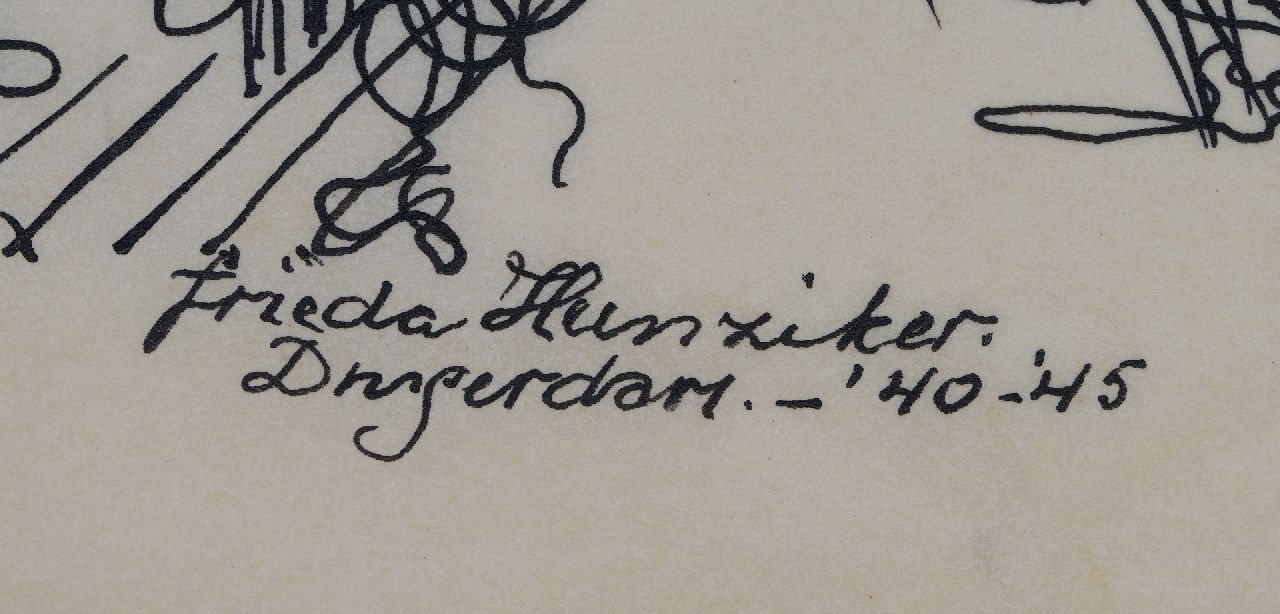 Frieda Hunziker.
Durgerdam. - '40-'45